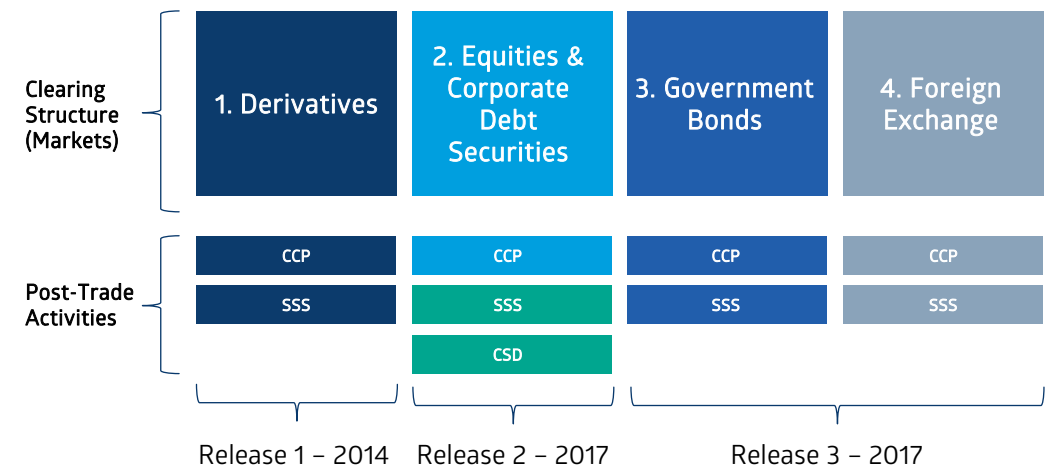 Clearing
Structure
(Markets)
1. Derivatives
2. Equities &
Corporate
Debt
Securities
3. Government
Bonds
4. Foreign
Exchange
Post-Trade
Activities
CCP
CCP
CCP
CCP
SSS
SSS
SSS
SSS
CSD
Release 1 – 2014
Release 2 – 2017
Release 3 – 2017